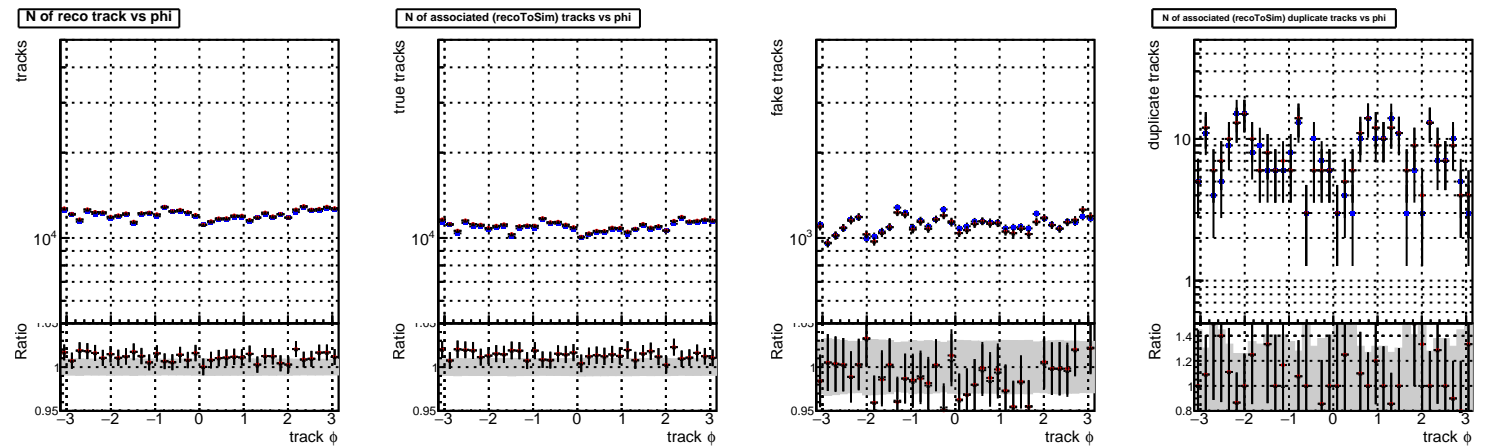 N of reco track vs phi
tracks
10⁴
Ratio
1.05
1
0.95
−3 −2 −1 0 1 2 3
track ϕ
N of associated (recoToSim) tracks vs phi
true tracks
10⁴
Ratio
1.05
1
0.95
−3 −2 −1 0 1 2 3
track ϕ
fake tracks
10³
Ratio
1.05
1
0.95
−3 −2 −1 0 1 2 3
track ϕ
N of associated (recoToSim) duplicate tracks vs phi
duplicate tracks
10
1
Ratio
1.4
1.2
1
0.8
−3 −2 −1 0 1 2 3
track ϕ